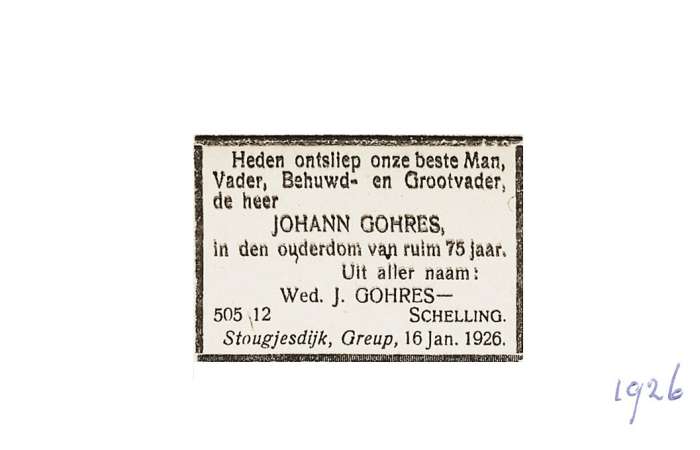 Heden ontsliep onze beste Man,
Vader, Behuwd- en Grootvader,
de heer
JOHANN GOHRES,
in den ouderdom van ruim 75 jaar.
Uit aller naam:
Wed. J. GOHRES—
505 12 SCHELLING.
Stougjesdijk, Greup, 16 Jan. 1926.
1926